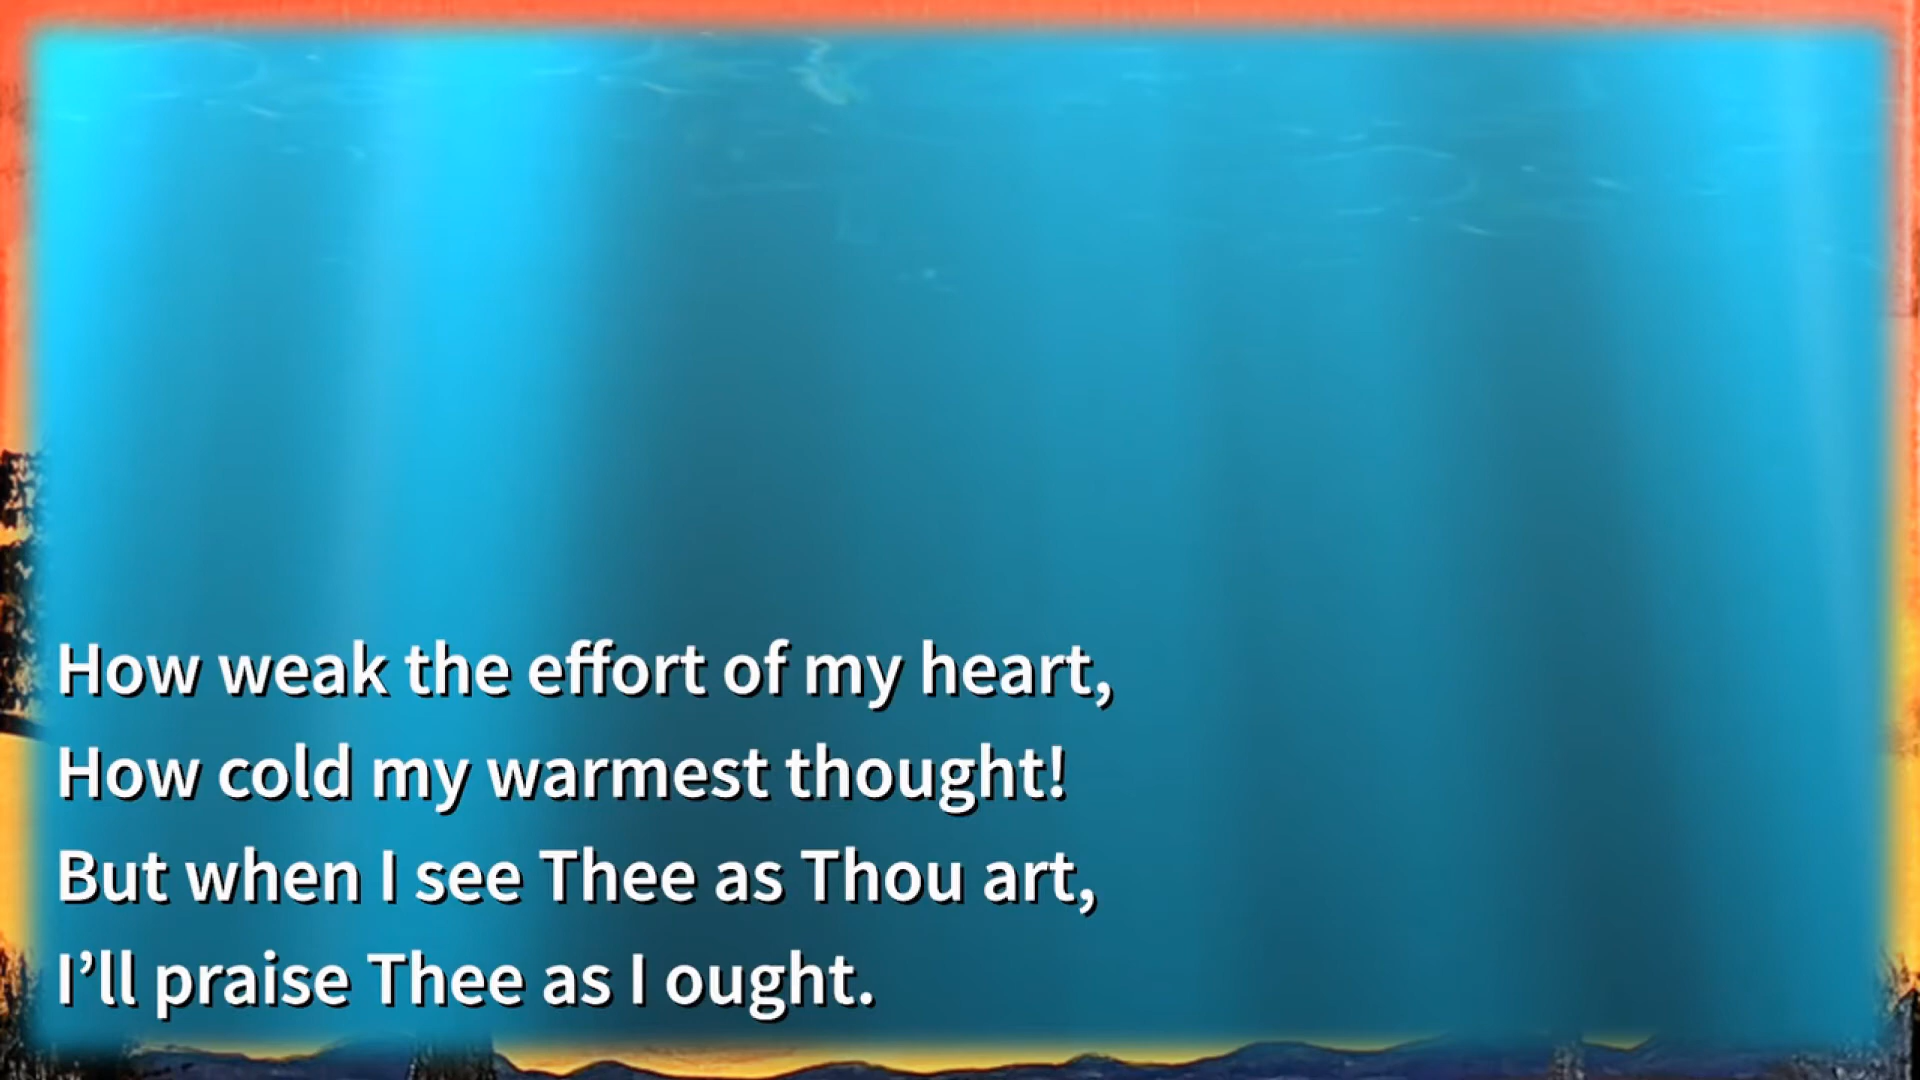 How weak the effort of my heart,
How cold my warmest thought!
But when I see Thee as Thou art,
I’ll praise Thee as I ought.